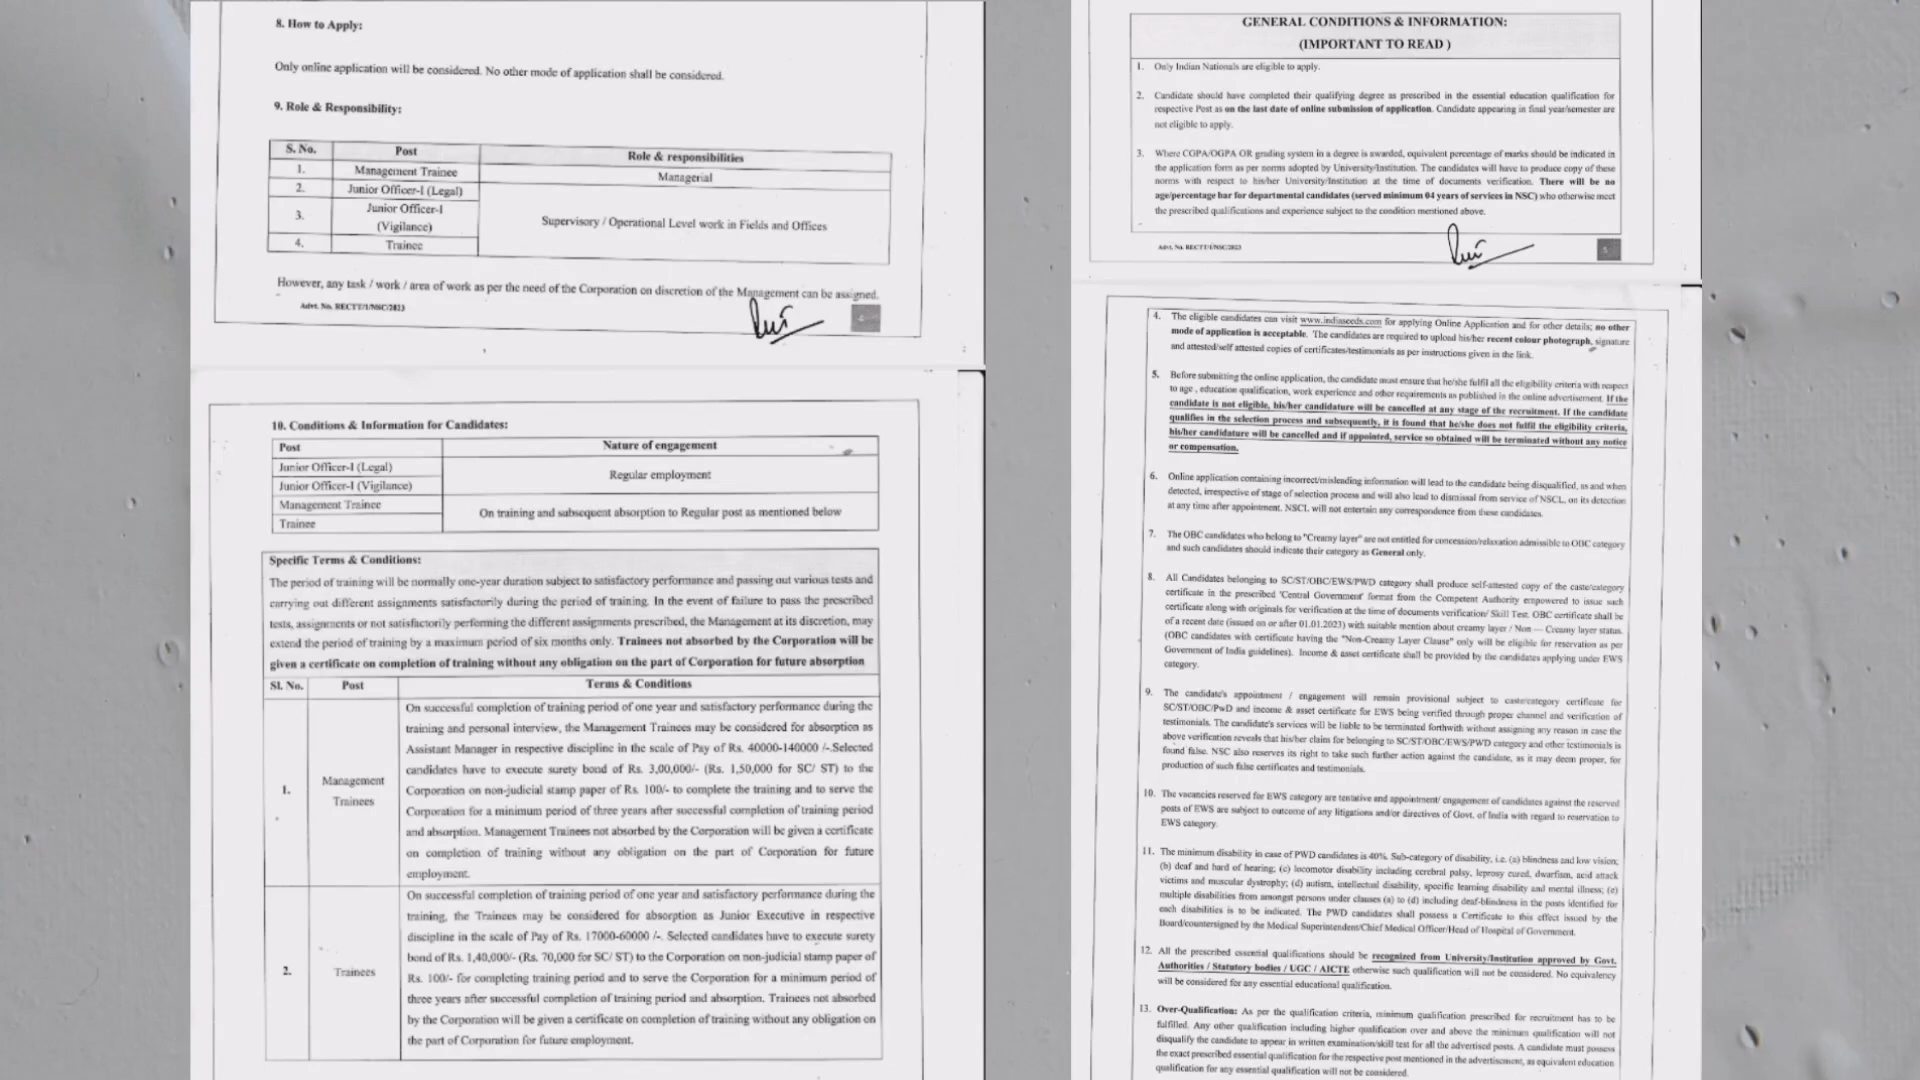 8. How to Apply:
Only online application will be considered. No other mode of application shall be considered.
9. Role & Responsibility:
S. No. Post Role & responsibilities
1. Management Trainee Managerial
2. Junior Officer-I (Legal)
3. Junior Officer-I
(Vigilance)
Supervisory / Operational Level work in Fields and Offices
4. Trainee
However, any task / work / area of work as per the need of the Corporation on discretion of the Management can be assigned.
Advt. No. RECTT/1/NSC/2023
10. Conditions & Information for Candidates:
Post Nature of engagement
Junior Officer-I (Legal)
Regular employment
Junior Officer-I (Vigilance)
Management Trainee
On training and subsequent absorption to Regular post as mentioned below
Trainee
Specific Terms & Conditions:
The period of training will be normally one-year duration subject to satisfactory performance and passing out various tests and
carrying out different assignments satisfactorily during the period of training. In the event of failure to pass the prescribed
tests, assignments or not satisfactorily performing the different assignments prescribed, the Management at its discretion, may
extend the period of training by a maximum period of six months only. Trainees not absorbed by the Corporation will be
given a certificate on completion of training without any obligation on the part of Corporation for future absorption
Sl. No. Post Terms & Conditions
1. Management
Trainees
On successful completion of training period of one year and satisfactory performance during the
training and personal interview, the Management Trainees may be considered for absorption as
Assistant Manager in respective discipline in the scale of Pay of Rs. 40000-140000 /-.Selected
candidates have to execute surety bond of Rs. 3,00,000/- (Rs. 1,50,000 for SC/ ST) to the
Corporation on non-judicial stamp paper of Rs. 100/- to complete the training and to serve the
Corporation for a minimum period of three years after successful completion of training period
and absorption. Management Trainees not absorbed by the Corporation will be given a certificate
on completion of training without any obligation on the part of Corporation for future
employment.
2. Trainees
On successful completion of training period of one year and satisfactory performance during the
training, the Trainees may be considered for absorption as Junior Executive in respective
discipline in the scale of Pay of Rs. 17000-60000 /-. Selected candidates have to execute surety
bond of Rs. 1,40,000/- (Rs. 70,000 for SC/ ST) to the Corporation on non-judicial stamp paper of
Rs. 100/- for completing training period and to serve the Corporation for a minimum period of
three years after successful completion of training period and absorption. Trainees not absorbed
by the Corporation will be given a certificate on completion of training without any obligation on
the part of Corporation for future employment.
GENERAL CONDITIONS & INFORMATION:
(IMPORTANT TO READ )
1. Only Indian Nationals are eligible to apply.
2. Candidate should have completed their qualifying degree as prescribed in the essential education qualification for
respective Post as on the last date of online submission of application. Candidate appearing in final year/semester are
not eligible to apply.
3. Where CGPA/OGPA OR grading system in a degree is awarded, equivalent percentage of marks should be indicated in
the application form as per norms adopted by University/Institution. The candidates will have to produce copy of these
norms with respect to his/her University/Institution at the time of documents verification. There will be no
age/percentage bar for departmental candidates (served minimum 04 years of services in NSC) who otherwise meet
the prescribed qualifications and experience subject to the condition mentioned above.
Advt. No. RECTT/1/NSC/2023
5
4. The eligible candidates can visit www.indiaseeds.com for applying Online Application and for other details; no other
mode of application is acceptable. The candidates are required to upload his/her recent colour photograph, signature
and attested/self attested copies of certificates/testimonials as per instructions given in the link.
5. Before submitting the online application, the candidate must ensure that he/she fulfil all the eligibility criteria with respect
to age , education qualification, work experience and other requirements as published in the online advertisement. If the
candidate is not eligible, his/her candidature will be cancelled at any stage of the recruitment. If the candidate
qualifies in the selection process and subsequently, it is found that he/she does not fulfil the eligibility criteria,
his/her candidature will be cancelled and if appointed, service so obtained will be terminated without any notice
or compensation.
6. Online application containing incorrect/misleading information will lead to the candidate being disqualified, as and when
detected, irrespective of stage of selection process and will also lead to dismissal from service of NSCL, on its detection
at any time after appointment. NSCL will not entertain any correspondence from these candidates.
7. The OBC candidates who belong to "Creamy layer" are not entitled for concession/relaxation admissible to OBC category
and such candidates should indicate their category as General only.
8. All Candidates belonging to SC/ST/OBC/EWS/PWD category shall produce self-attested copy of the caste/category
certificate in the prescribed 'Central Government' format from the Competent Authority empowered to issue such
certificate along with originals for verification at the time of documents verification/ Skill Test. OBC certificate shall be
of a recent date (issued on or after 01.01.2023) with suitable mention about creamy layer / Non — Creamy layer status.
(OBC candidates with certificate having the "Non-Creamy Layer Clause" only will be eligible for reservation as per
Government of India guidelines). Income & asset certificate shall be provided by the candidates applying under EWS
category.
9. The candidate's appointment / engagement will remain provisional subject to caste/category certificate for
SC/ST/OBC/PwD and income & asset certificate for EWS being verified through proper channel and verification of
testimonials. The candidate's services will be liable to be terminated forthwith without assigning any reason in case the
above verification reveals that his/her claim for belonging to SC/ST/OBC/EWS/PWD category and other testimonials is
found false. NSC also reserves its right to take such further action against the candidate, as it may deem proper, for
production of such false certificates and testimonials.
10. The vacancies reserved for EWS category are tentative and appointment/ engagement of candidates against the reserved
posts of EWS are subject to outcome of any litigations and/or directives of Govt. of India with regard to reservation to
EWS category.
11. The minimum disability in case of PWD candidates is 40%. Sub-category of disability, i.e. (a) blindness and low vision;
(b) deaf and hard of hearing; (c) locomotor disability including cerebral palsy, leprosy cured, dwarfism, acid attack
victims and muscular dystrophy; (d) autism, intellectual disability, specific learning disability and mental illness; (e)
multiple disabilities from amongst persons under clauses (a) to (d) including deaf-blindness in the posts identified for
each disabilities is to be indicated. The PWD candidates shall possess a Certificate to this effect issued by the
Board/countersigned by the Medical Superintendent/Chief Medical Officer/Head of Hospital of Government.
12. All the prescribed essential qualifications should be recognized from University/Institution approved by Govt.
Authorities / Statutory bodies / UGC / AICTE otherwise such qualification will not be considered. No equivalency
will be considered for any essential educational qualification.
13. Over-Qualification: As per the qualification criteria, minimum qualification prescribed for recruitment has to be
fulfilled. Any other qualification including higher qualification over and above the minimum qualification will not
disqualify the candidate to appear in written examination/skill test for all the advertised posts. A candidate must possess
the exact prescribed essential qualification for the respective post mentioned in the advertisement, as equivalent education
qualification for any essential qualification will not be considered.